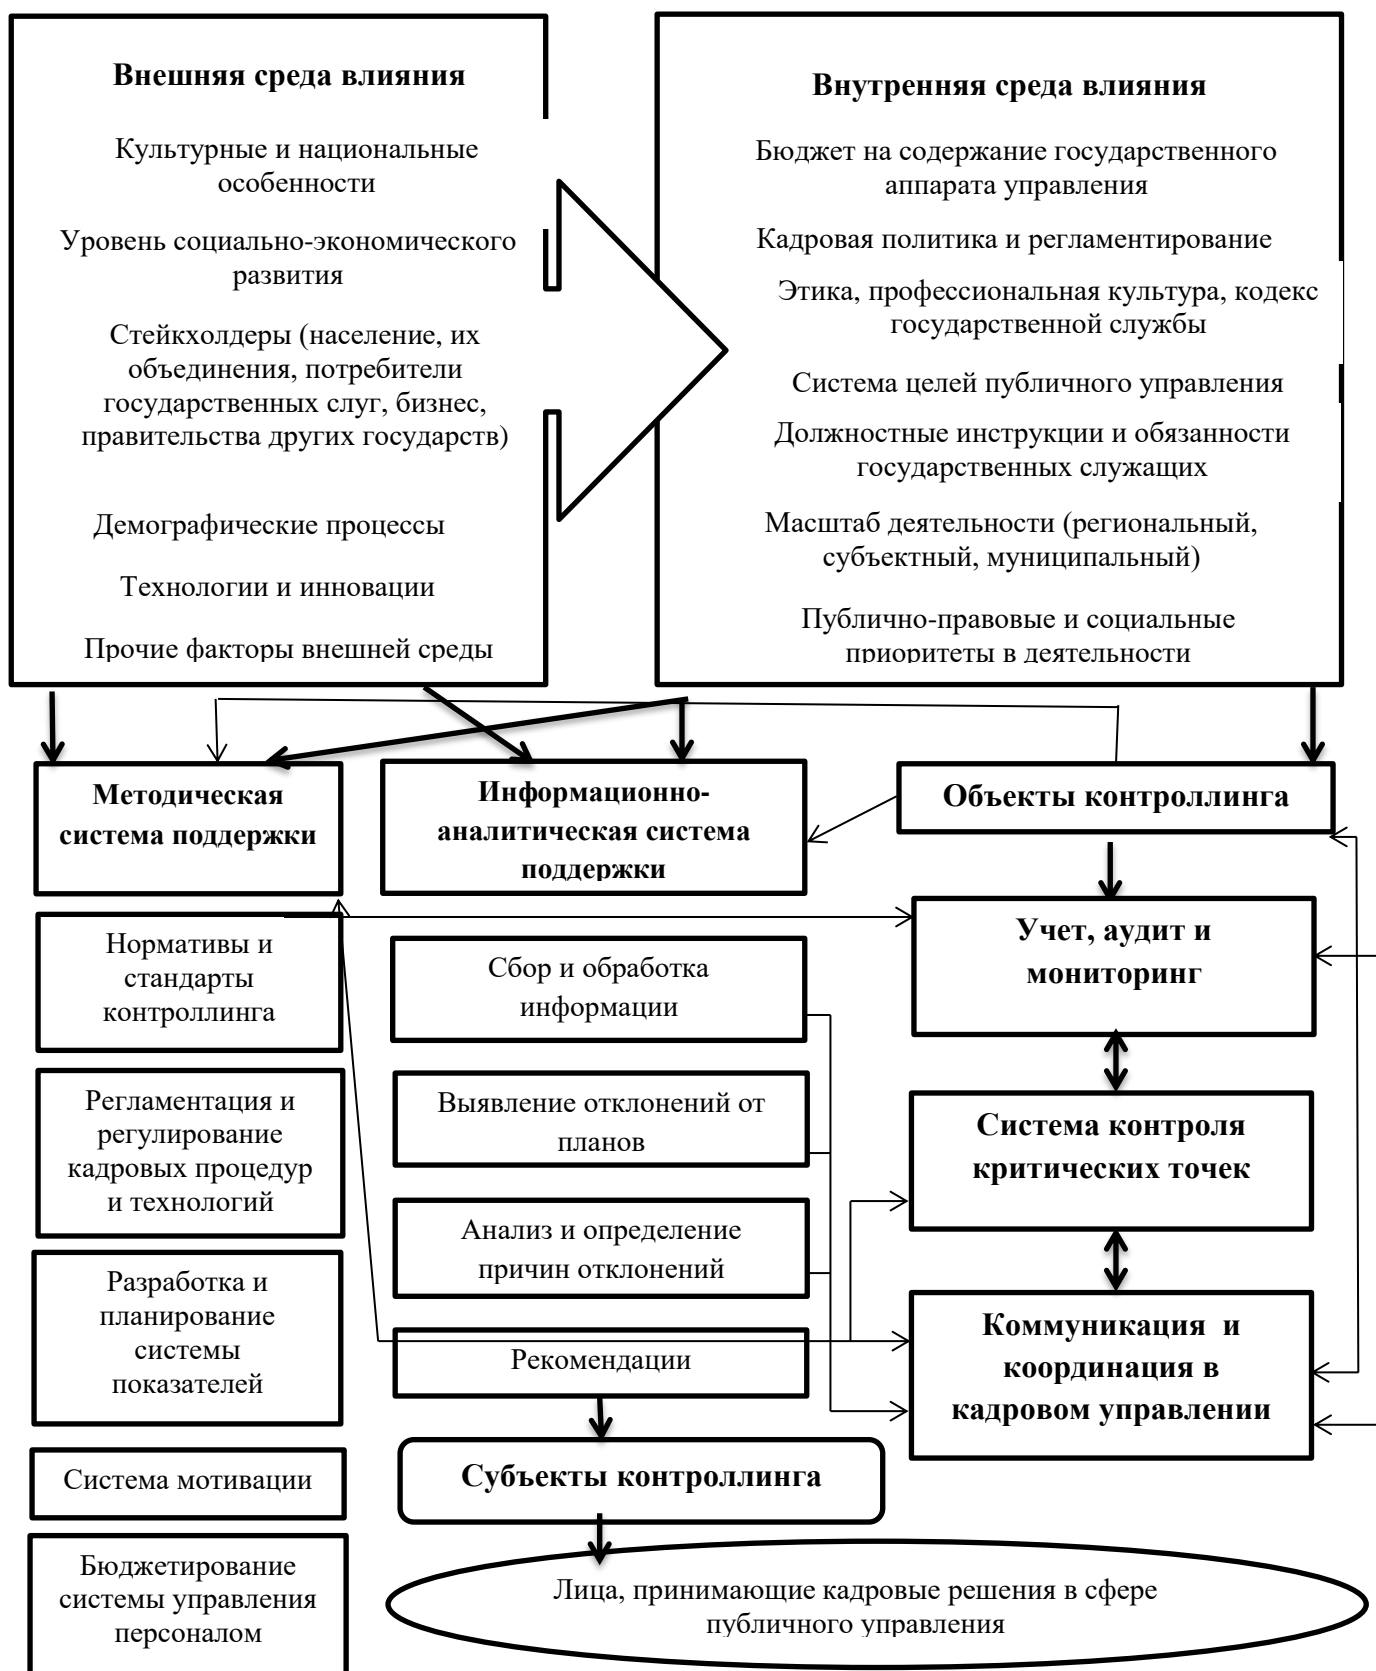 Внешняя среда влияния
Культурные и национальные
особенности
Уровень социально-экономического
развития
Стейкхолдеры (население, их
объединения, потребители
государственных слуг, бизнес,
правительства других государств)
Демографические процессы
Технологии и инновации
Прочие факторы внешней среды
Внутренняя среда влияния
Бюджет на содержание государственного
аппарата управления
Кадровая политика и регламентирование
Этика, профессиональная культура, кодекс
государственной службы
Система целей публичного управления
Должностные инструкции и обязанности
государственных служащих
Масштаб деятельности (региональный,
субъектный, муниципальный)
Публично-правовые и социальные
приоритеты в деятельности
Методическая
система поддержки
Нормативы и
стандарты
контроллинга
Регламентация и
регулирование
кадровых процедур
и технологий
Разработка и
планирование
системы
показателей
Система мотивации
Бюджетирование
системы управления
персоналом
Информационно-
аналитическая система
поддержки
Сбор и обработка
информации
Выявление отклонений от
планов
Анализ и определение
причин отклонений
Рекомендации
Субъекты контроллинга
Лица, принимающие кадровые решения в сфере
публичного управления
Объекты контроллинга
Учет, аудит и
мониторинг
Система контроля
критических точек
Коммуникация и
координация в
кадровом управлении